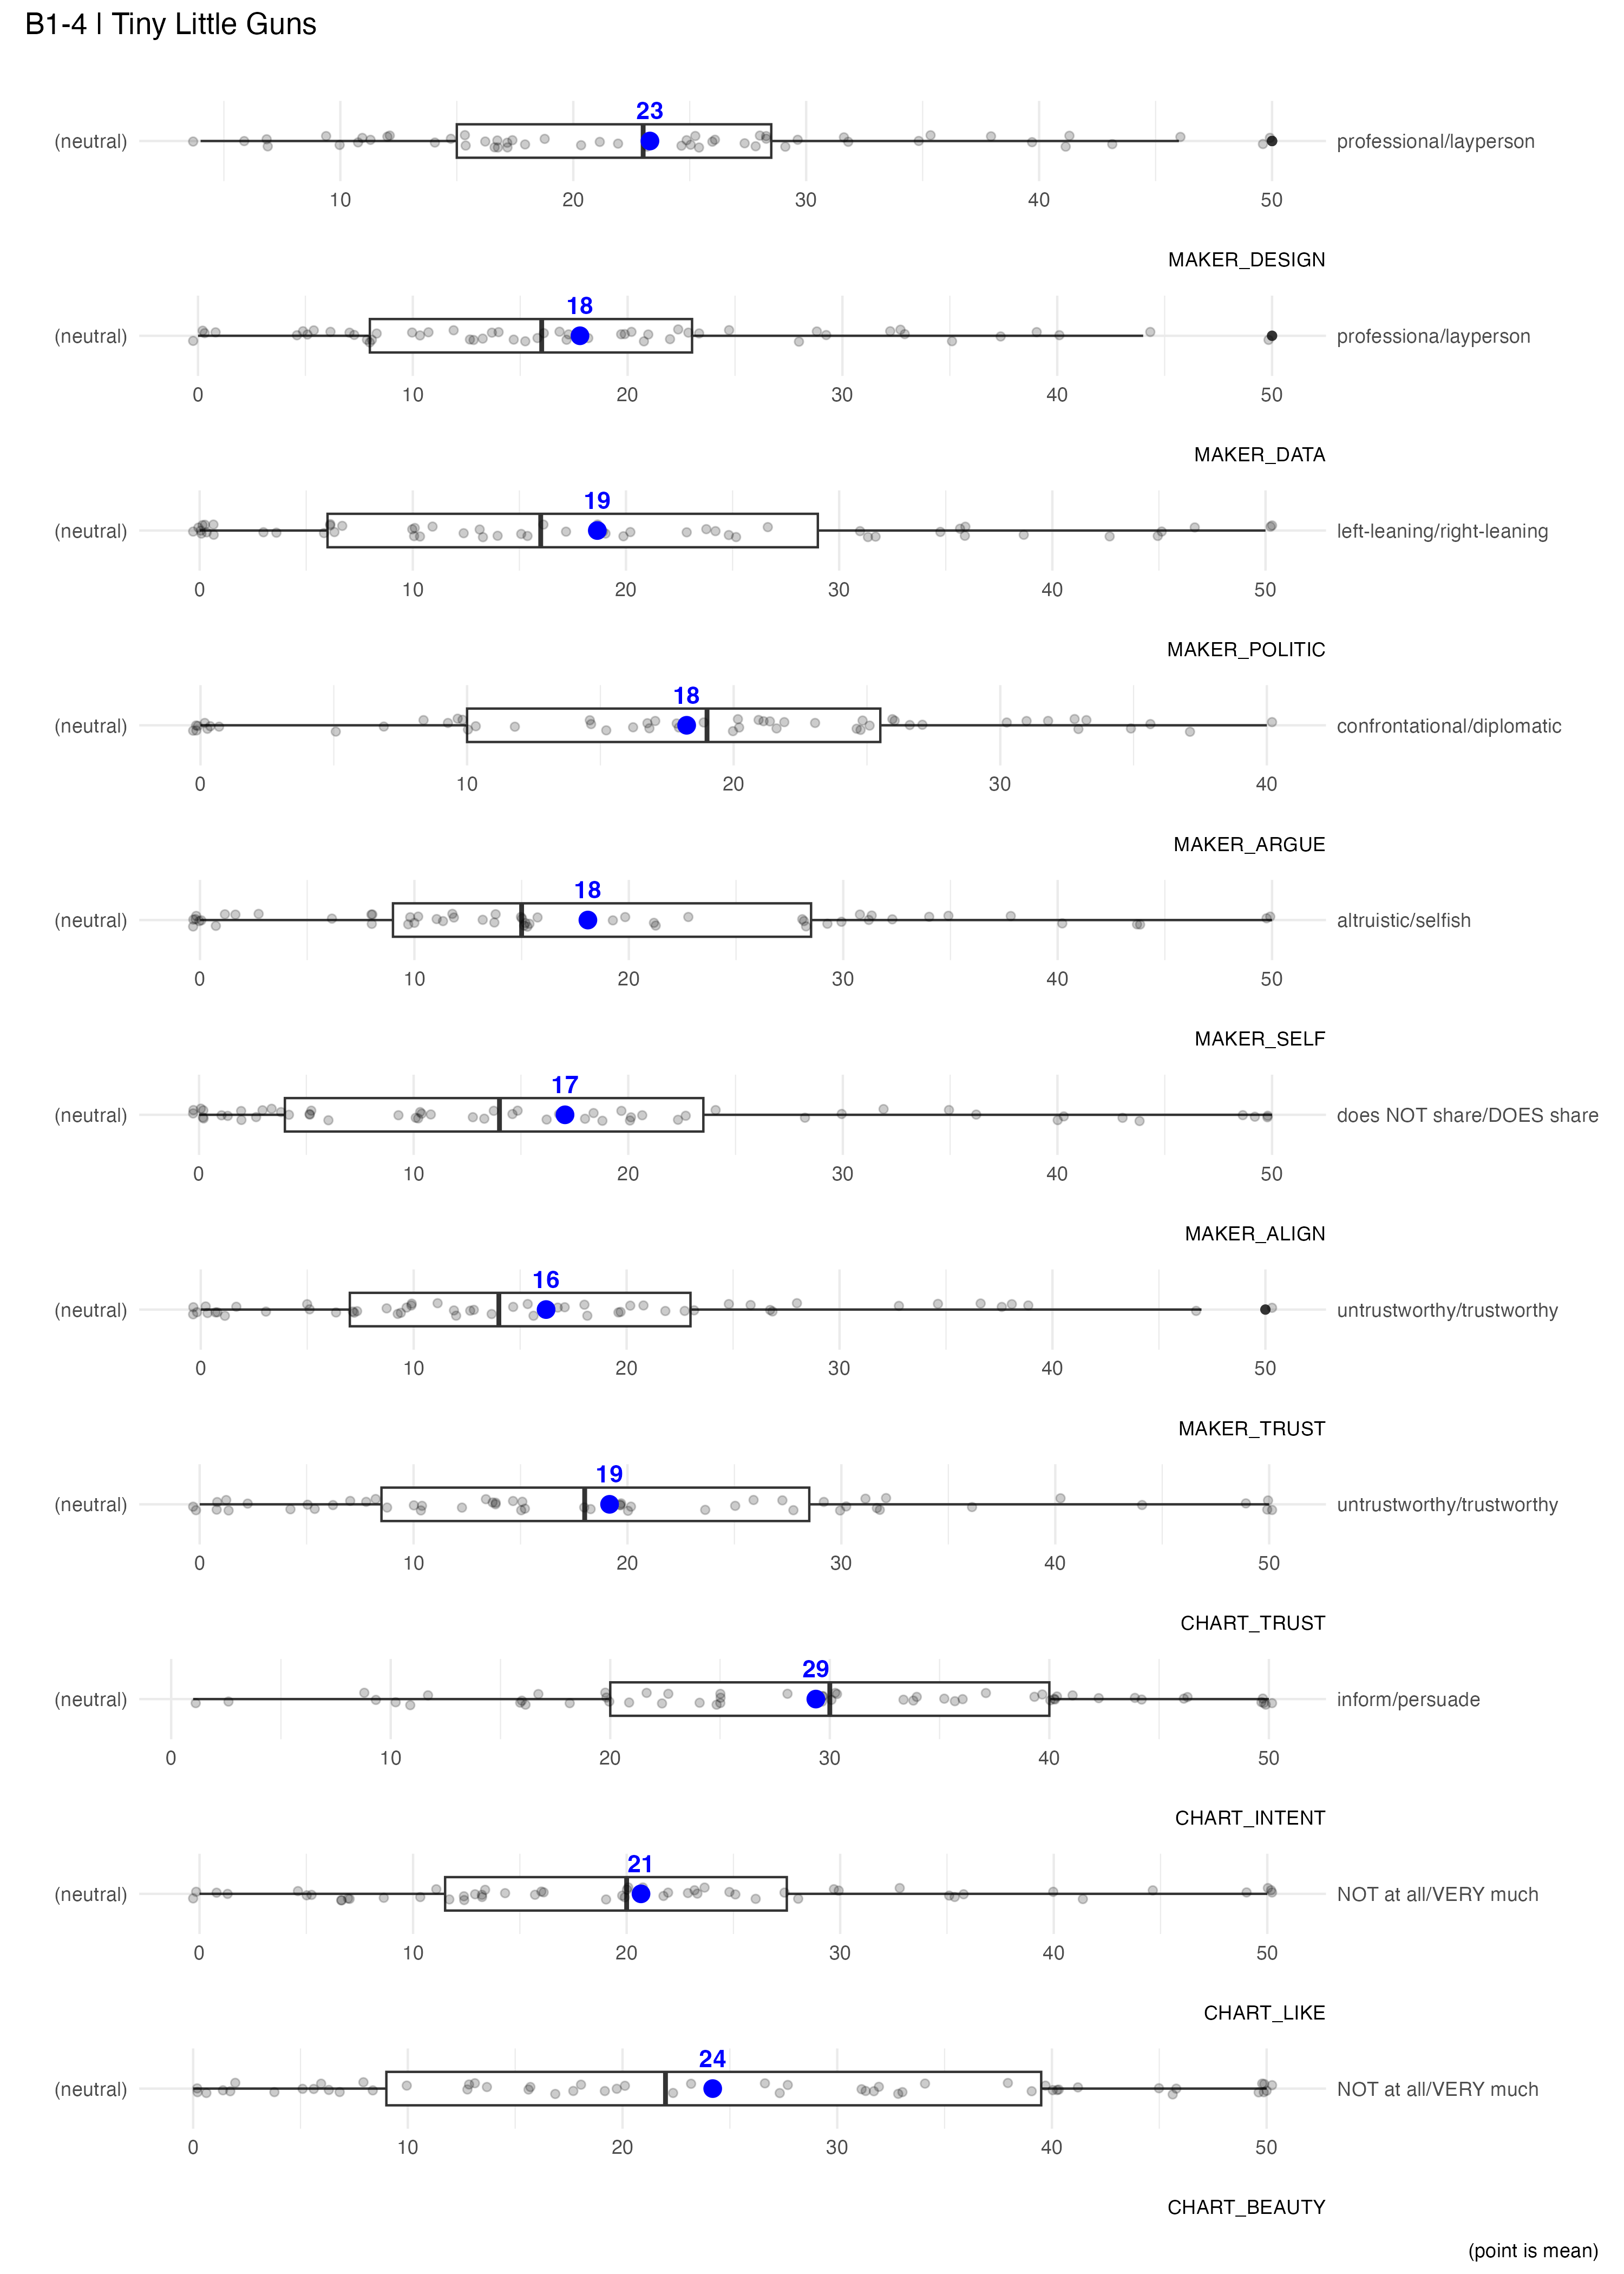 B1-4 | Tiny Little Guns
23
(neutral) professional/layperson
10 20 30 40 50
MAKER_DESIGN
18
(neutral) professiona/layperson
0 10 20 30 40 50
MAKER_DATA
19
(neutral) left-leaning/right-leaning
0 10 20 30 40 50
MAKER_POLITIC
18
(neutral) confrontational/diplomatic
0 10 20 30 40
MAKER_ARGUE
18
(neutral) altruistic/selfish
0 10 20 30 40 50
MAKER_SELF
17
(neutral) does NOT share/DOES share
0 10 20 30 40 50
MAKER_ALIGN
16
(neutral) untrustworthy/trustworthy
0 10 20 30 40 50
MAKER_TRUST
19
(neutral) untrustworthy/trustworthy
0 10 20 30 40 50
CHART_TRUST
29
(neutral) inform/persuade
0 10 20 30 40 50
CHART_INTENT
21
(neutral) NOT at all/VERY much
0 10 20 30 40 50
CHART_LIKE
24
(neutral) NOT at all/VERY much
0 10 20 30 40 50
CHART_BEAUTY
(point is mean)